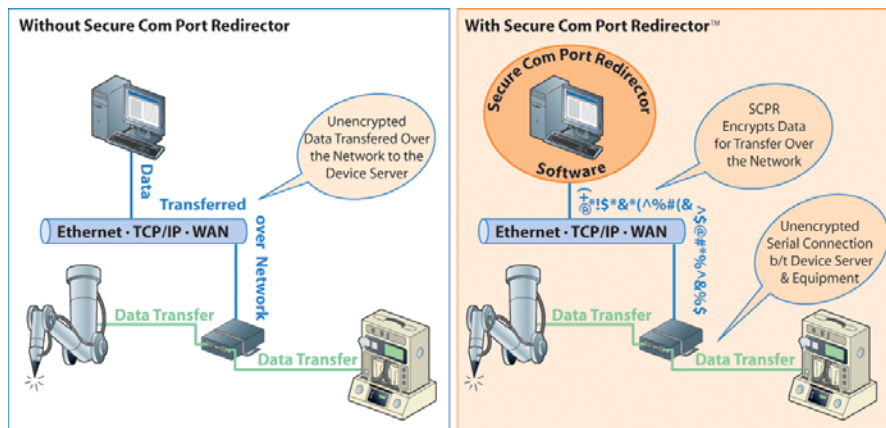 Without Secure Com Port Redirector
Unencrypted
Data Transfered Over
the Network to the
Device Server
Data
Transferred
over Network
Ethernet · TCP/IP · WAN
Data Transfer
Data Transfer
With Secure Com Port Redirector™
Secure Com Port Redirector
Software
SCPR
Encrypts Data
for Transfer Over
the Network
(+@*!$*&*(^%#(&
^$@#*%^&%$
Ethernet · TCP/IP · WAN
Unencrypted
Serial Connection
b/t Device Server
& Equipment
Data Transfer
Data Transfer